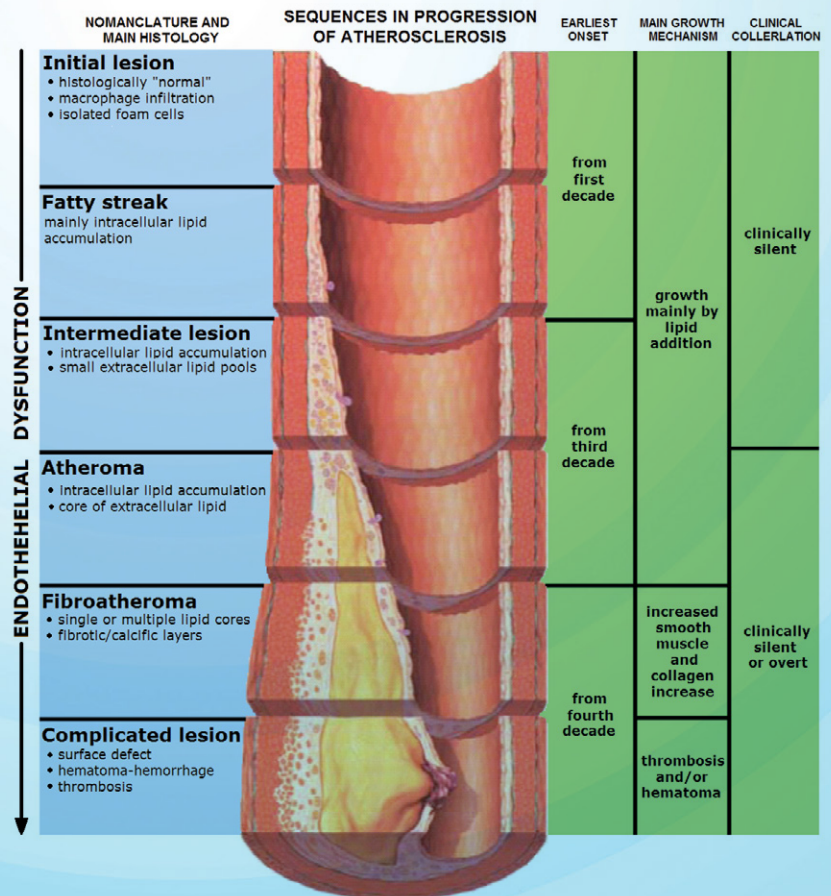 NOMANCLATURE AND
MAIN HISTOLOGY
SEQUENCES IN PROGRESSION
OF ATHEROSCLEROSIS
EARLIEST
ONSET
MAIN GROWTH
MECHANISM
CLINICAL
COLLERLATION
ENDOTHEHELIAL DYSFUNCTION
Initial lesion
• histologically "normal"
• macrophage infiltration
• isolated foam cells
Fatty streak
mainly intracellular lipid
accumulation
Intermediate lesion
• intracellular lipid accumulation
• small extracellular lipid pools
Atheroma
• intracellular lipid accumulation
• core of extracellular lipid
Fibroatheroma
• single or multiple lipid cores
• fibrotic/calcific layers
Complicated lesion
• surface defect
• hematoma-hemorrhage
• thrombosis
from
first
decade
from
third
decade
from
fourth
decade
growth
mainly by
lipid
addition
increased
smooth
muscle
and
collagen
increase
thrombosis
and/or
hematoma
clinically
silent
clinically
silent
or overt